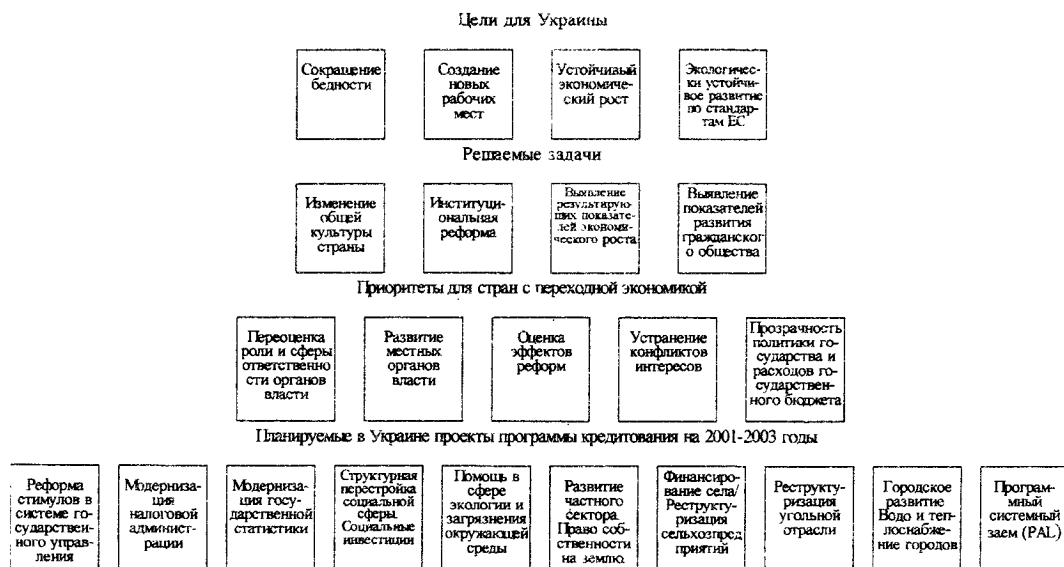 Цели для Украины
Сокращение
бедности
Создание
новых
рабочих
мест
Устойчивый
экономиче-
ский рост
Экологичес-
ки устойчи-
вое развитие
по стандар-
там ЕС
Решаемые задачи
Изменение
общей
культуры
страны
Институци-
ональная
реформа
Выявление
результирую-
щих показате-
лей экономи-
ческого роста
Выявление
показателей
развития
гражданског
о общества
Приоритеты для стран с переходной экономикой
Переоценка
роли и сферы
ответственно
сти органов
власти
Развитие
местных
органов
власти
Оценка
эффектов
реформ
Устранение
конфликтов
интересов
Прозрачность
политики го-
сударства и
расходов го-
сударственн-
ного бюджета
Планируемые в Украине проекты программы кредитования на 2001-2003 годы
Реформа
стимулов в
системе го-
сударствен-
ного управ-
ления
Модерниза-
ция
налоговой
админист-
рации
Модерниза-
ция госу-
дарственной
статистики
Структурная
перестройка
социальной
сферы.
Социальные
инвестиции
Помощь в
сфере
экологии и
загрязнения
окружающей
среды
Развитие
частного
сектора.
Право соб-
ственности
на землю
Финансиро-
вание села/
Реструкту-
ризация
сельхозпред
приятий
Реструкту-
ризация
угольной
отрасли
Городское
развитие
Водо и теп-
лоснабже-
ние городов
Програм-
мный
системный
заем (PAL)